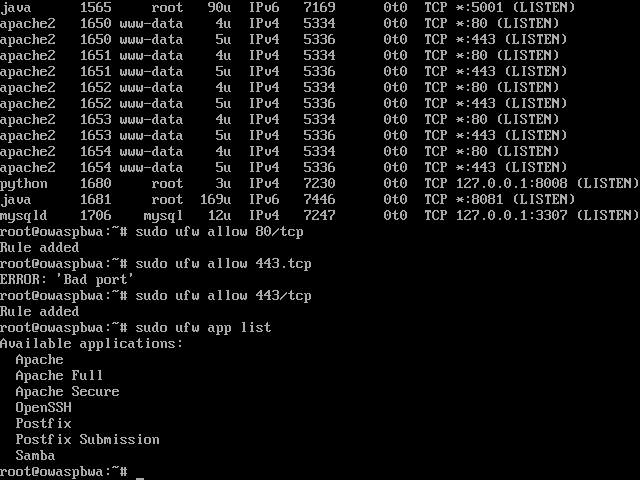 java      1565     root   90u  IPv6   7169      0t0  TCP *:5001 (LISTEN)
apache2   1650 www-data    4u  IPv4   5334      0t0  TCP *:80 (LISTEN)
apache2   1650 www-data    5u  IPv4   5336      0t0  TCP *:443 (LISTEN)
apache2   1651 www-data    4u  IPv4   5334      0t0  TCP *:80 (LISTEN)
apache2   1651 www-data    5u  IPv4   5336      0t0  TCP *:443 (LISTEN)
apache2   1652 www-data    4u  IPv4   5334      0t0  TCP *:80 (LISTEN)
apache2   1652 www-data    5u  IPv4   5336      0t0  TCP *:443 (LISTEN)
apache2   1653 www-data    4u  IPv4   5334      0t0  TCP *:80 (LISTEN)
apache2   1653 www-data    5u  IPv4   5336      0t0  TCP *:443 (LISTEN)
apache2   1654 www-data    4u  IPv4   5334      0t0  TCP *:80 (LISTEN)
apache2   1654 www-data    5u  IPv4   5336      0t0  TCP *:443 (LISTEN)
python    1680     root    3u  IPv4   7230      0t0  TCP 127.0.0.1:8008 (LISTEN)
java      1681     root  169u  IPv6   7446      0t0  TCP *:8081 (LISTEN)
mysqld    1706    mysql   12u  IPv4   7247      0t0  TCP 127.0.0.1:3307 (LISTEN)
root@owaspbwa:~# sudo ufw allow 80/tcp
Rule added
root@owaspbwa:~# sudo ufw allow 443.tcp
ERROR: 'Bad port'
root@owaspbwa:~# sudo ufw allow 443/tcp
Rule added
root@owaspbwa:~# sudo ufw app list
Available applications:
  Apache
  Apache Full
  Apache Secure
  OpenSSH
  Postfix
  Postfix Submission
  Samba
root@owaspbwa:~# _